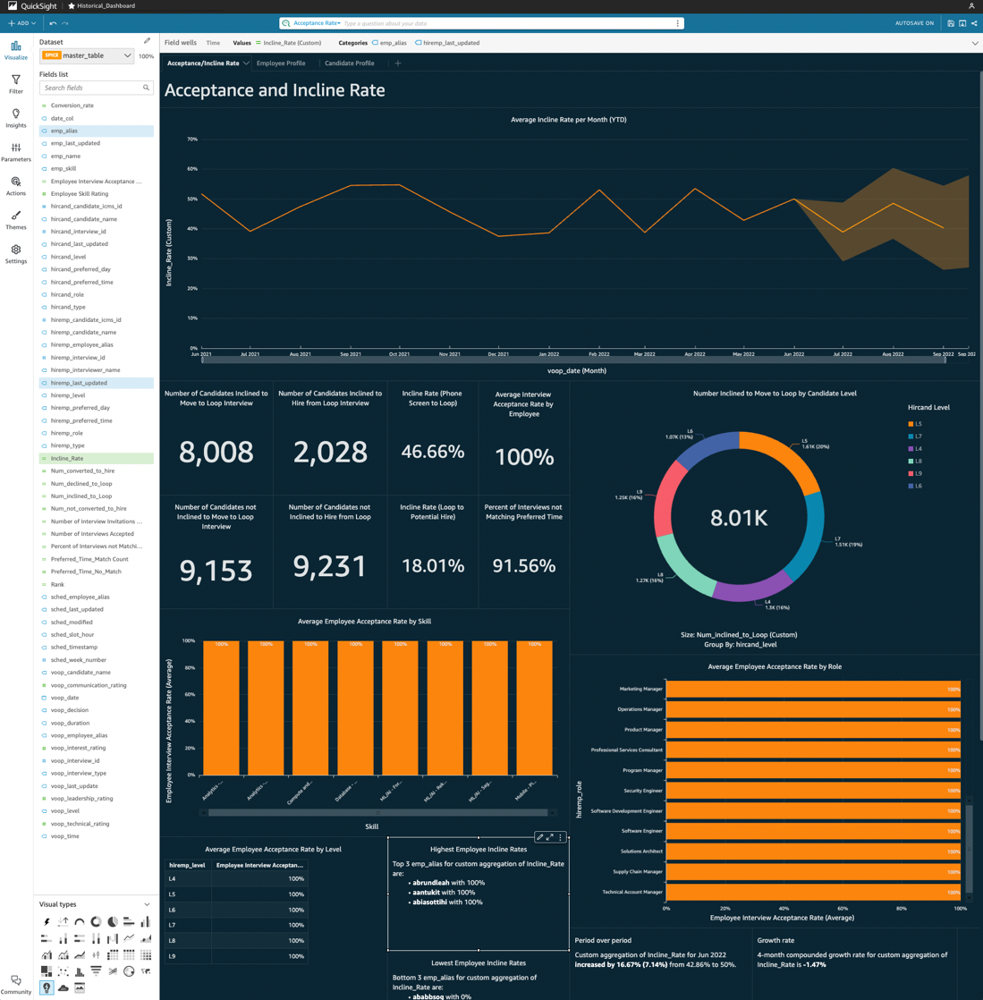 QuickSight
Historical_Dashboard
ADD
Acceptance Rate
Type a question about your data
AUTOSAVE ON
Visualize
Filter
Insights
Parameters
Actions
Themes
Settings
Community
Dataset
SPICE master_table
100%
Fields list
Search fields
Conversion_rate
date_col
emp_alias
emp_last_updated
emp_name
emp_skill
Employee Interview Acceptance ...
Employee Skill Rating
hircand_candidate_icms_id
hircand_candidate_name
hircand_interview_id
hircand_last_updated
hircand_level
hircand_preferred_day
hircand_preferred_time
hircand_role
hircand_type
hiremp_candidate_icms_id
hiremp_candidate_name
hiremp_employee_alias
hiremp_interview_id
hiremp_interviewer_name
hiremp_last_updated
hiremp_level
hiremp_preferred_day
hiremp_preferred_time
hiremp_role
hiremp_type
Incline_Rate
Num_converted_to_hire
Num_declined_to_loop
Num_inclined_to_Loop
Num_not_converted_to_hire
Number of Interview Invitations ...
Number of Interviews Accepted
Percent of Interviews not Matchi...
Preferred_Time_Match Count
Preferred_Time_No_Match
Rank
sched_employee_alias
sched_last_updated
sched_modified
sched_slot_hour
sched_timestamp
sched_week_number
voop_candidate_name
voop_communication_rating
voop_date
voop_decision
voop_duration
voop_employee_alias
voop_interest_rating
voop_interview_id
voop_interview_type
voop_last_update
voop_leadership_rating
voop_level
voop_technical_rating
voop_time
Visual types
Field wells
Time
Values
Incline_Rate (Custom)
Categories
emp_alias
hiremp_last_updated
Acceptance/Incline Rate
Employee Profile
Candidate Profile
Acceptance and Incline Rate
Average Incline Rate per Month (YTD)
Incline_Rate (Custom)
70%
60%
50%
40%
30%
20%
10%
0%
Jun 2021
Jul 2021
Aug 2021
Sep 2021
Oct 2021
Nov 2021
Dec 2021
Jan 2022
Feb 2022
Mar 2022
Apr 2022
May 2022
Jun 2022
Jul 2022
Aug 2022
Sep 2022
Sep 202
voop_date (Month)
Number of Candidates Inclined to
Move to Loop Interview
8,008
Number of Candidates Inclined to
Hire from Loop Interview
2,028
Incline Rate (Phone
Screen to Loop)
46.66%
Average Interview
Acceptance Rate by
Employee
100%
Number of Candidates not
Inclined to Move to Loop
Interview
9,153
Number of Candidates not
Inclined to Hire from Loop
9,231
Incline Rate (Loop to
Potential Hire)
18.01%
Percent of Interviews not
Matching Preferred Time
91.56%
Number Inclined to Move to Loop by Candidate Level
Hircand Level
L5
L7
L4
L8
L9
L6
L6
1.07K (13%)
L5
1.61K (20%)
L9
1.25K (16%)
8.01K
L7
1.51K (19%)
L8
1.27K (16%)
L4
1.3K (16%)
Size: Num_inclined_to_Loop (Custom)
Group By: hircand_level
Average Employee Acceptance Rate by Skill
Employee Interview Acceptance Rate (Average)
100%
80%
60%
40%
20%
0%
100%
100%
100%
100%
100%
100%
100%
100%
Analytics -...
Analytics -...
Compute and...
Database -...
ML/AI - For...
ML/AI - Rek...
ML/AI - Sag...
Mobile - Pi...
Skill
Average Employee Acceptance Rate by Role
hiremp_role
Marketing Manager 100%
Operations Manager 100%
Product Manager 100%
Professional Services Consultant 100%
Program Manager 100%
Security Engineer 100%
Software Development Engineer 100%
Software Engineer 100%
Solutions Architect 100%
Supply Chain Manager 100%
Technical Account Manager 100%
0%
20%
40%
60%
80%
100%
Employee Interview Acceptance Rate (Average)
Average Employee Acceptance Rate by Level
hiremp_level Employee Interview Acceptan...
L4 100%
L5 100%
L6 100%
L7 100%
L8 100%
L9 100%
Highest Employee Incline Rates
Top 3 emp_alias for custom aggregation of Incline_Rate
are:
• abrundleah with 100%
• aantukit with 100%
• abiasottihi with 100%
Lowest Employee Incline Rates
Bottom 3 emp_alias for custom aggregation of
Incline_Rate are:
• ababbsog with 0%
Period over period
Custom aggregation of Incline_Rate for Jun 2022
increased by 16.67% (7.14%) from 42.86% to 50%.
Growth rate
4-month compounded growth rate for custom aggregation of
Incline_Rate is -1.47%